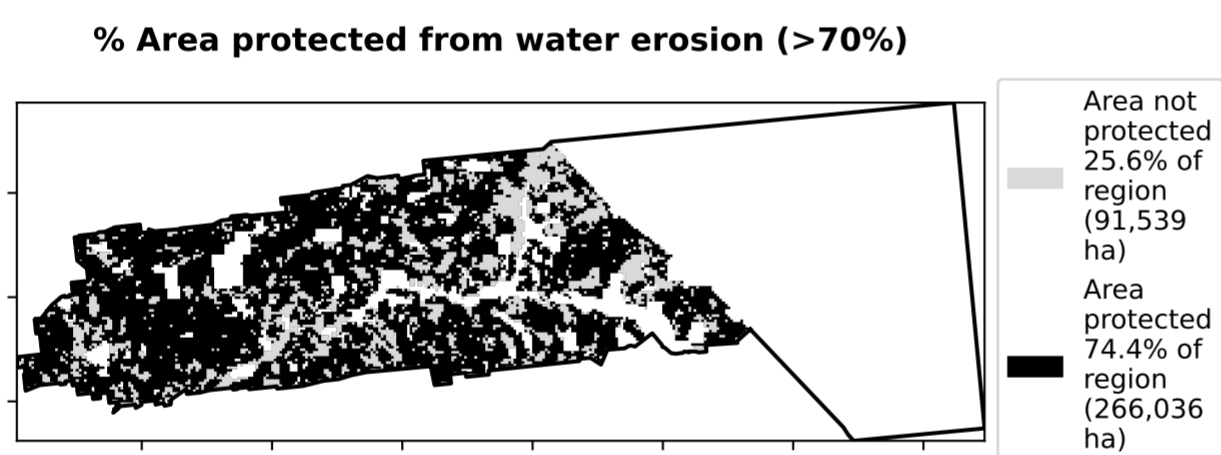 % Area protected from water erosion (>70%)
Area not
protected
25.6% of
region
(91,539
ha)
Area
protected
74.4% of
region
(266,036
ha)